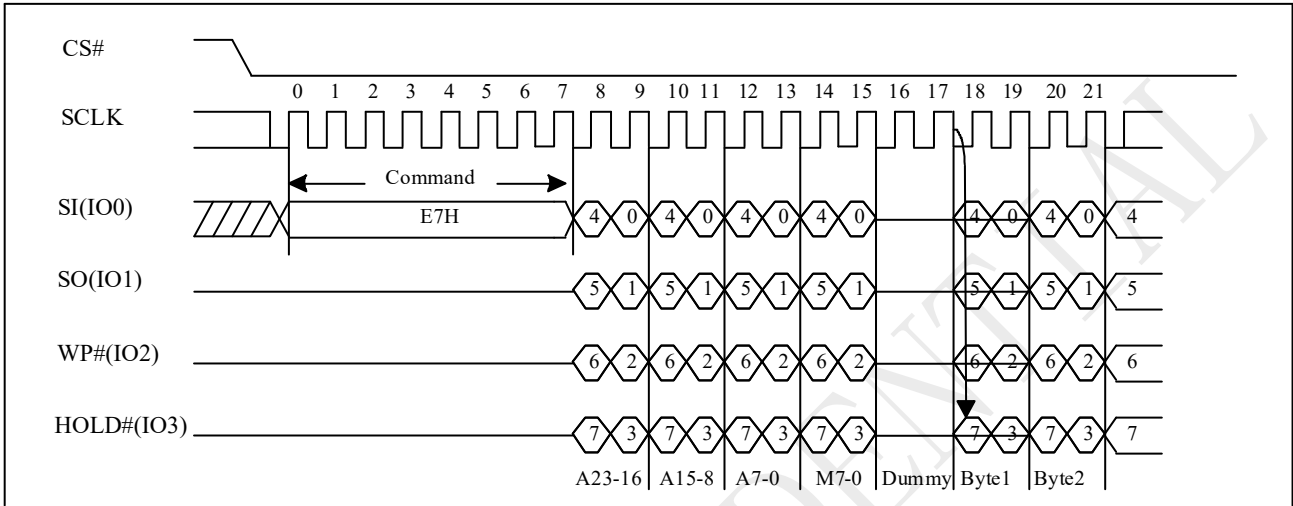 CS#
0 1 2 3 4 5 6 7 8 9 10 11 12 13 14 15 16 17 18 19 20 21
SCLK
Command
SI(IO0) E7H 4 0 4 0 4 0 4 0 4 0 4 0 4
SO(IO1) 5 1 5 1 5 1 5 1 5 1 5 1 5
WP#(IO2) 6 2 6 2 6 2 6 2 6 2 6 2 6
HOLD#(IO3) 7 3 7 3 7 3 7 3 7 3 7 3 7
A23-16 A15-8 A7-0 M7-0 Dummy Byte1 Byte2
DENTIAL